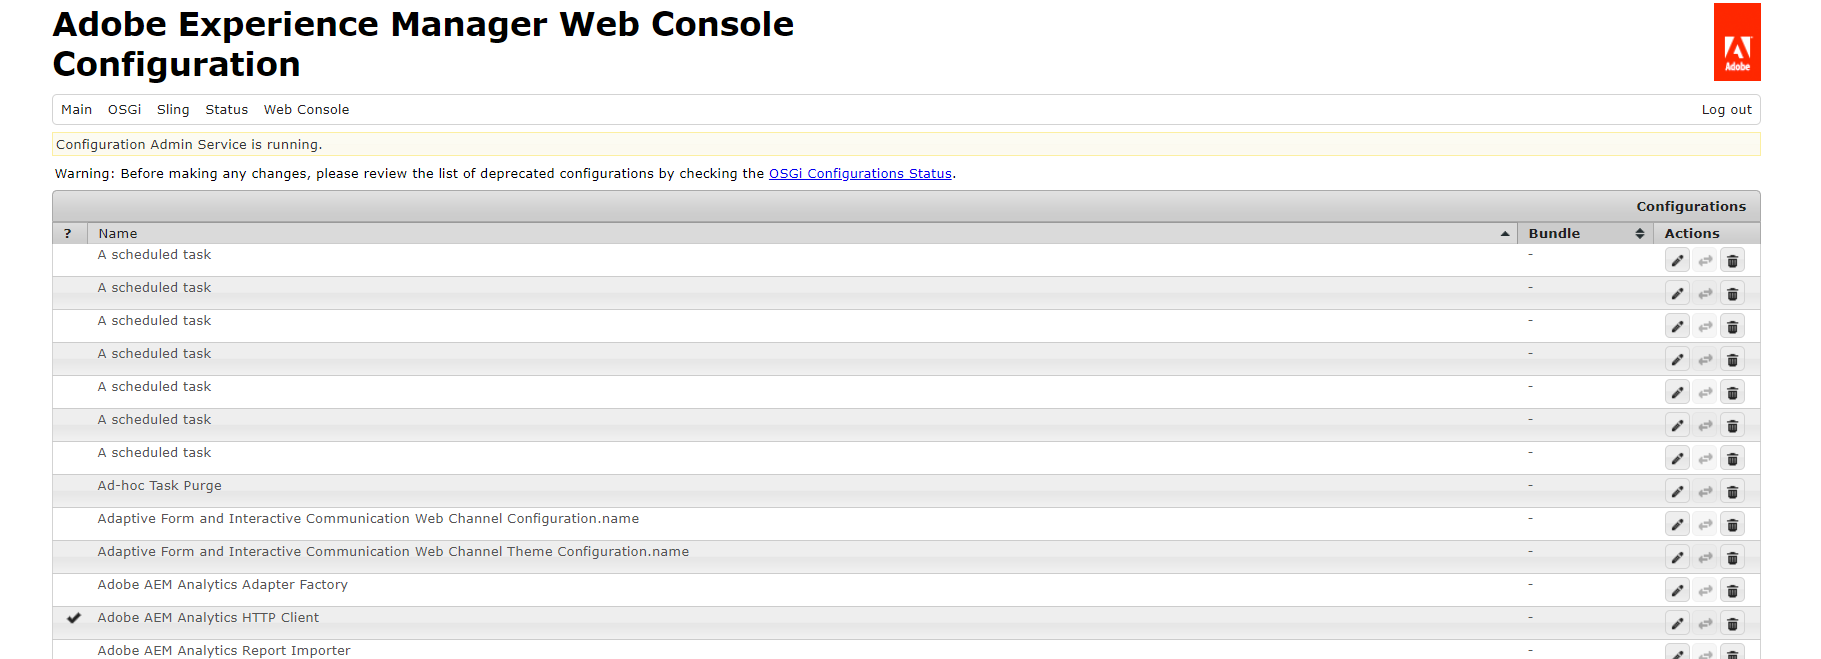 Adobe Experience Manager Web Console
Configuration
Adobe
Main OSGi Sling Status Web Console Log out
Configuration Admin Service is running.
Warning: Before making any changes, please review the list of deprecated configurations by checking the OSGi Configurations Status.
Configurations
? Name Bundle Actions
A scheduled task -
A scheduled task -
A scheduled task -
A scheduled task -
A scheduled task -
A scheduled task -
A scheduled task -
Ad-hoc Task Purge -
Adaptive Form and Interactive Communication Web Channel Configuration.name -
Adaptive Form and Interactive Communication Web Channel Theme Configuration.name -
Adobe AEM Analytics Adapter Factory -
Adobe AEM Analytics HTTP Client -
Adobe AEM Analytics Report Importer -